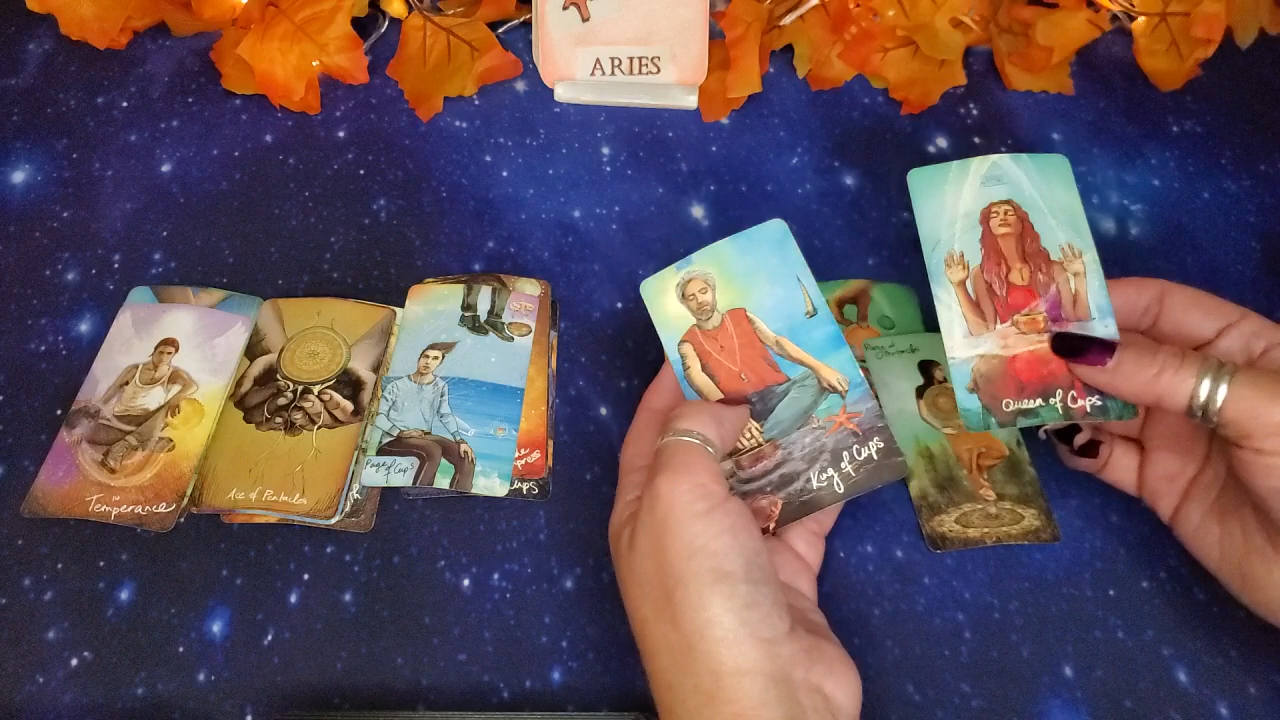 ARIES
Queen of Cups
King of Cups
Page of Cups
Temperance
Ace of Pentacles